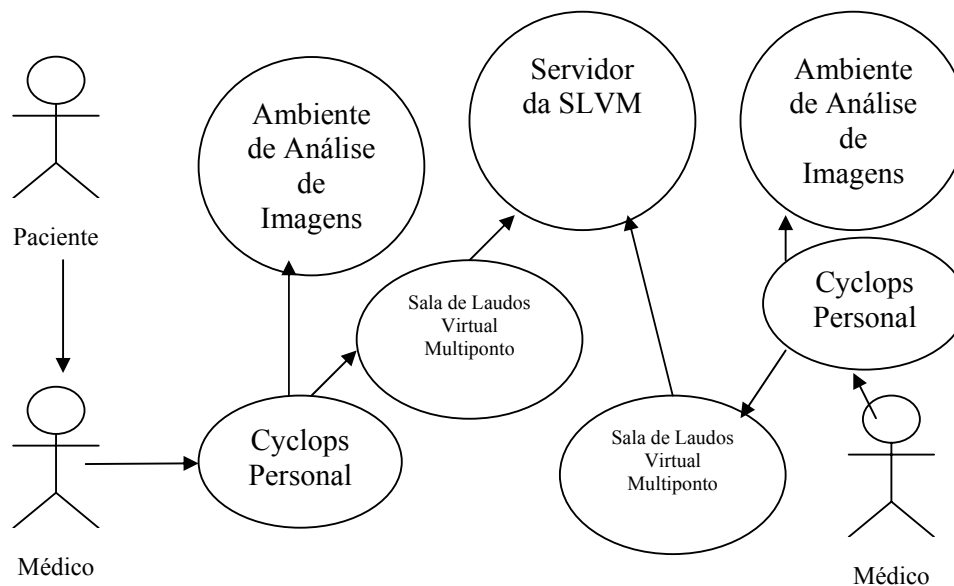 Paciente
Médico
Ambiente
de Análise
de
Imagens
Cyclops
Personal
Sala de Laudos
Virtual
Multiponto
Servidor
da SLVM
Ambiente
de Análise
de
Imagens
Cyclops
Personal
Sala de Laudos
Virtual
Multiponto
Médico